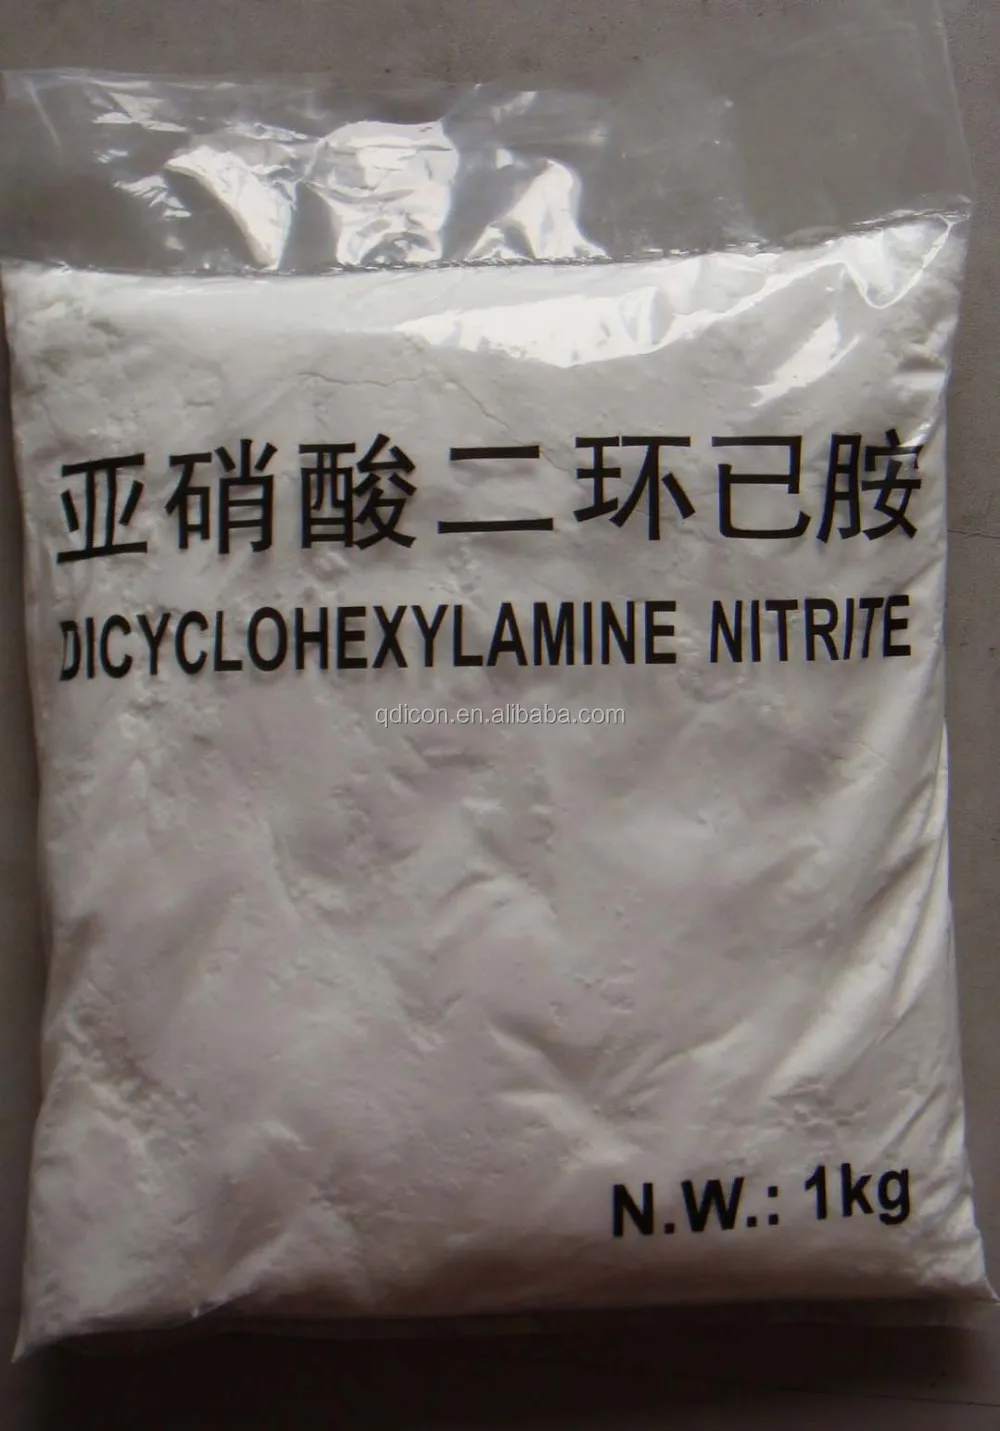 亚硝酸二环已胺
DICYCLOHEXYLAMINE NITRITE
qdicon.en.alibaba.com
N.W.: 1kg